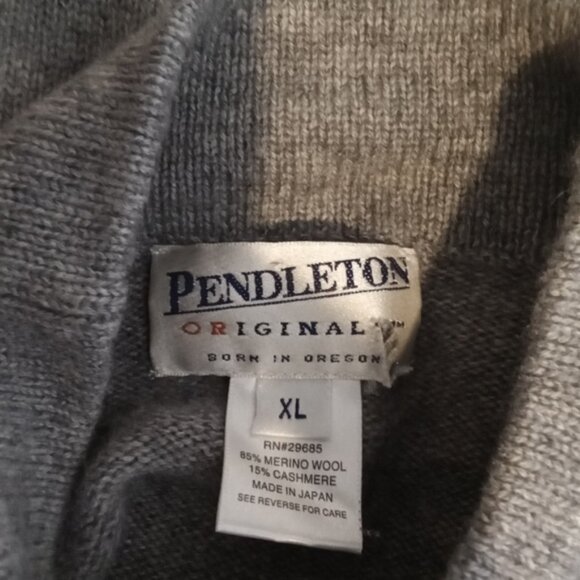 PENDLETON
ORIGINAL
BORN IN OREGON
XL
RN#29685
85% MERINO WOOL
15% CASHMERE
MADE IN JAPAN
SEE REVERSE FOR CARE